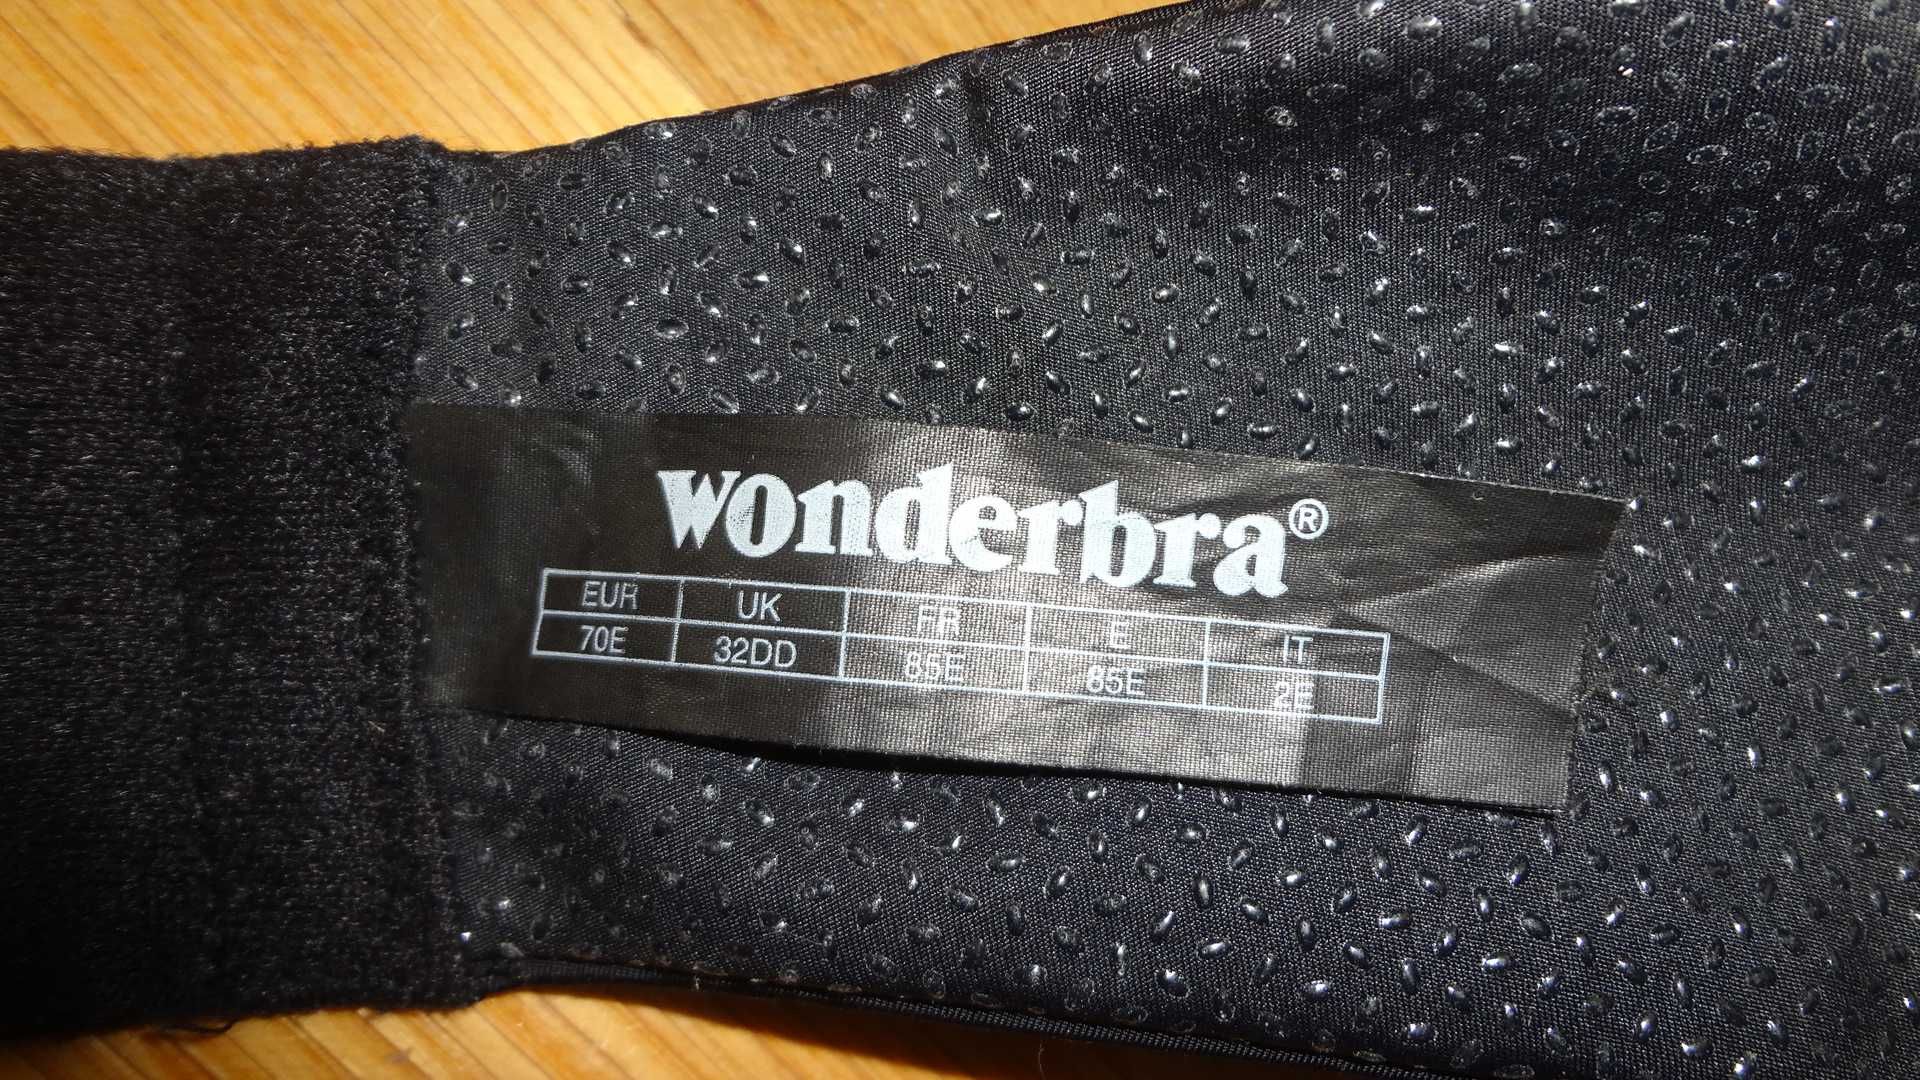 wonderbra®
EUR UK FR E IT
70E 32DD 85E 85E 2E